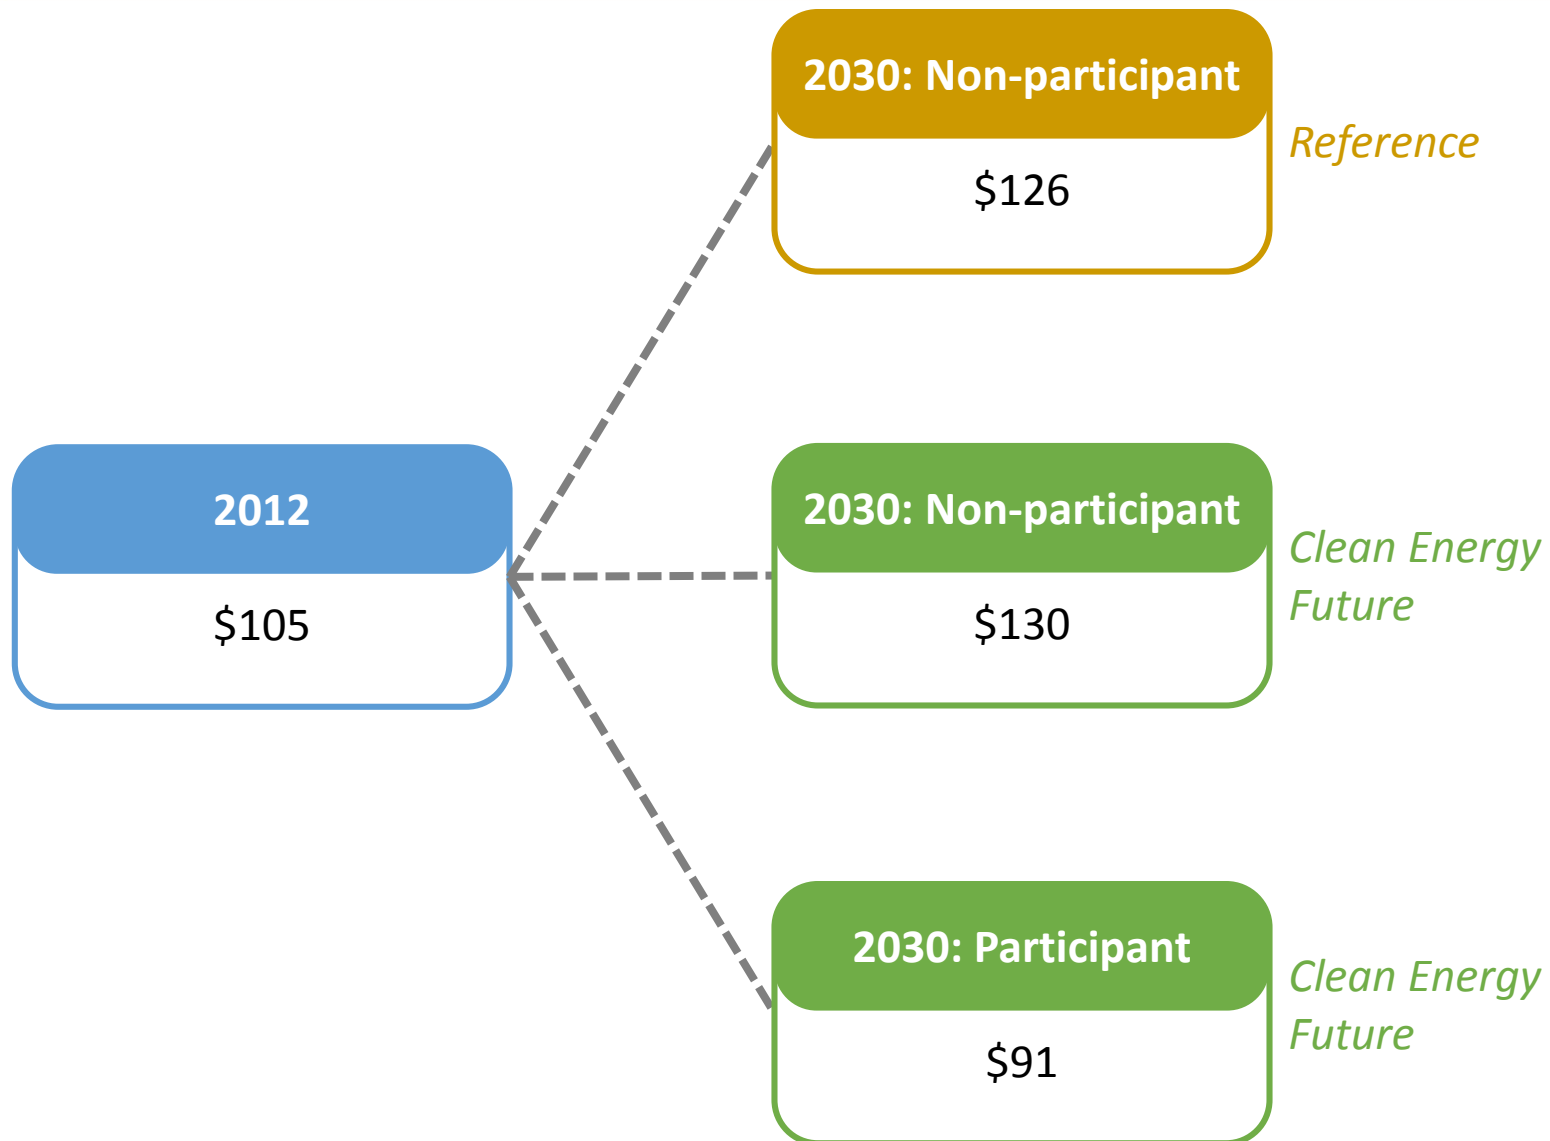 2030: Non-participant
Reference
$126
2012
$105
2030: Non-participant
Clean Energy
Future
$130
2030: Participant
Clean Energy
Future
$91